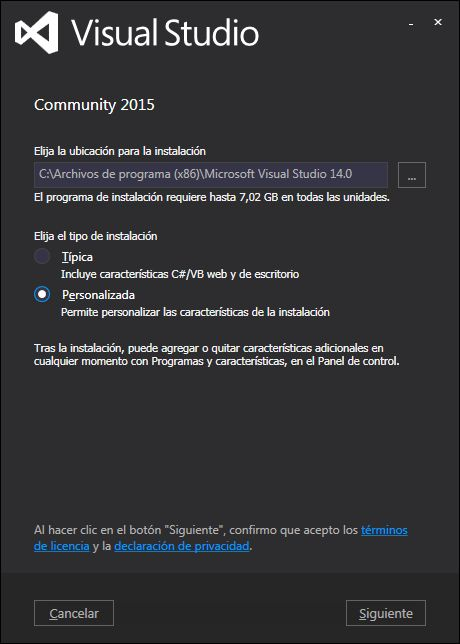 Visual Studio
Community 2015
Elija la ubicación para la instalación
C:\Archivos de programa (x86)\Microsoft Visual Studio 14.0
...
El programa de instalación requiere hasta 7,02 GB en todas las unidades.
Elija el tipo de instalación
Típica
Incluye características C#/VB web y de escritorio
Personalizada
Permite personalizar las características de la instalación
Tras la instalación, puede agregar o quitar características adicionales en
cualquier momento con Programas y características, en el Panel de control.
Al hacer clic en el botón "Siguiente", confirmo que acepto los términos
de licencia y la declaración de privacidad.
Cancelar
Siguiente